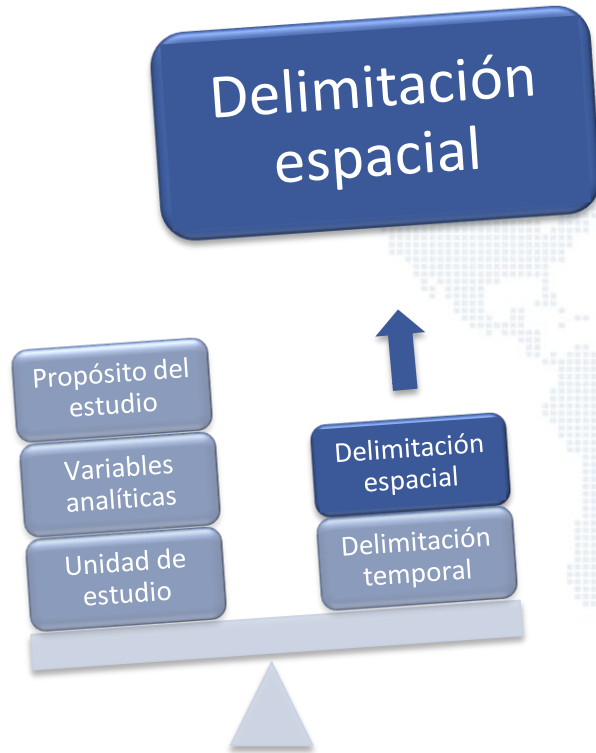 Delimitación
espacial
Propósito del
estudio
Variables
analíticas
Unidad de
estudio
Delimitación
espacial
Delimitación
temporal